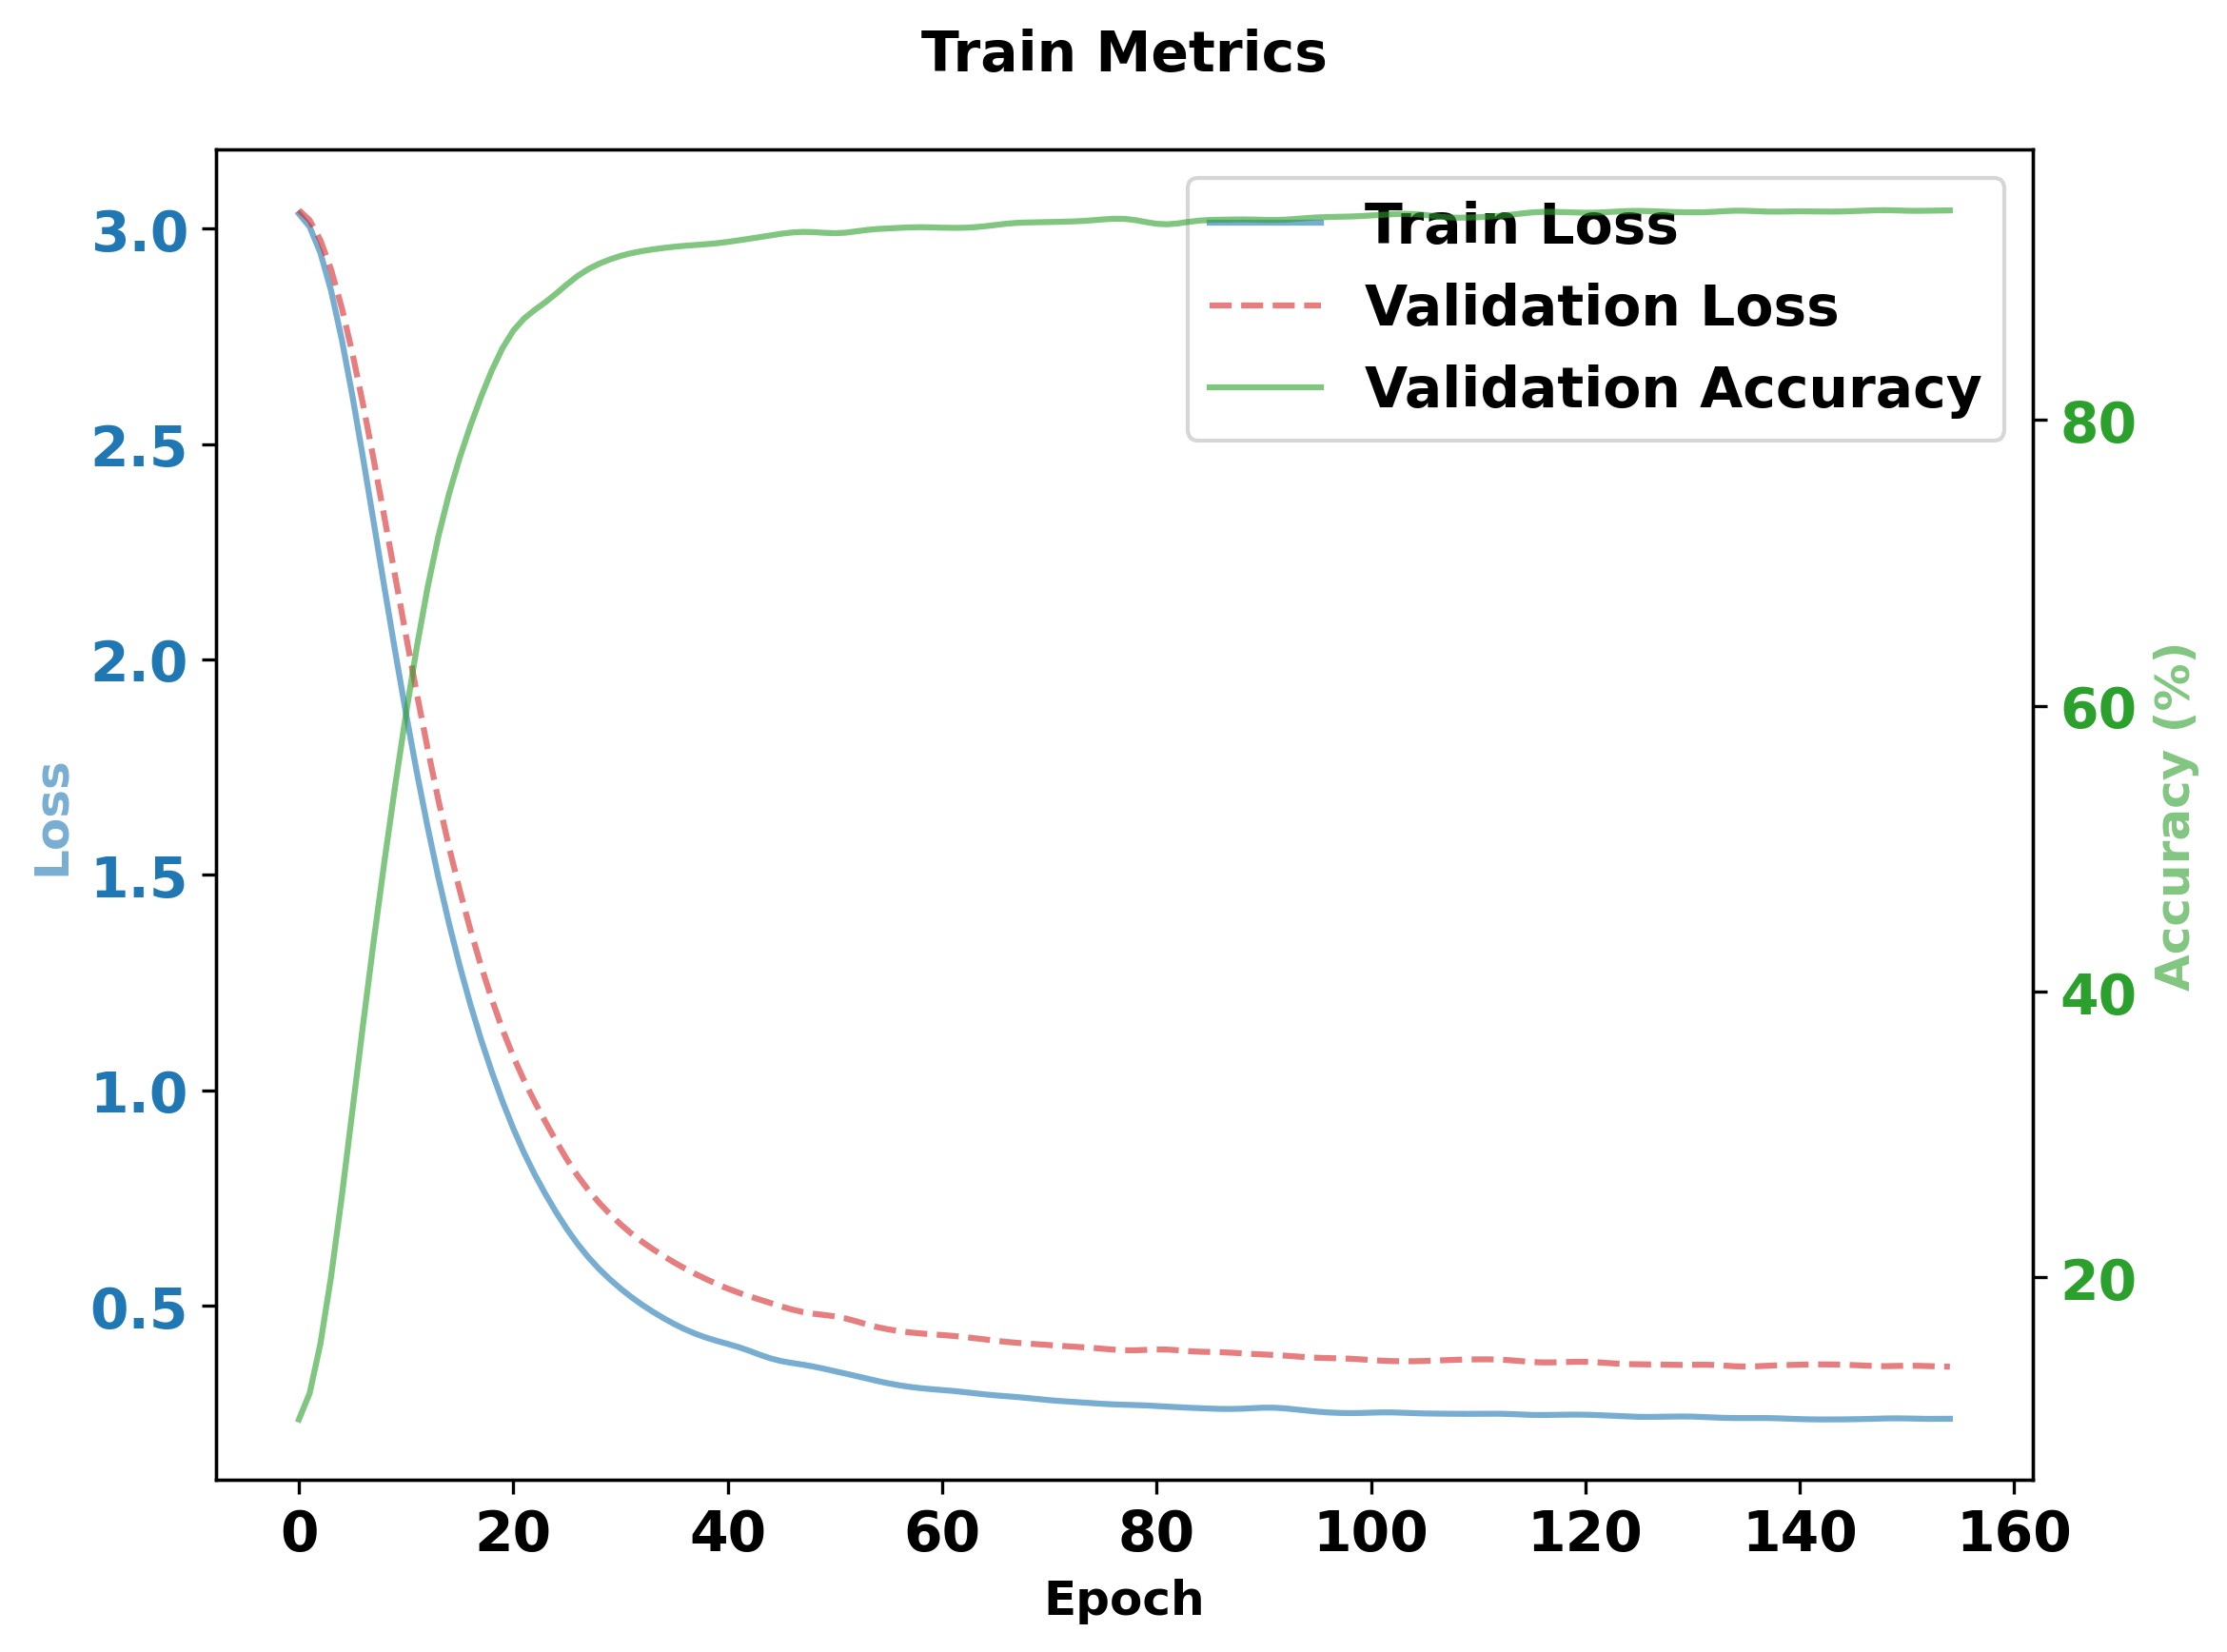 Train Metrics
Train Loss
Validation Loss
Validation Accuracy
3.0
2.5
2.0
1.5
1.0
0.5
Loss
80
60
40
20
Accuracy (%)
0 20 40 60 80 100 120 140 160
Epoch